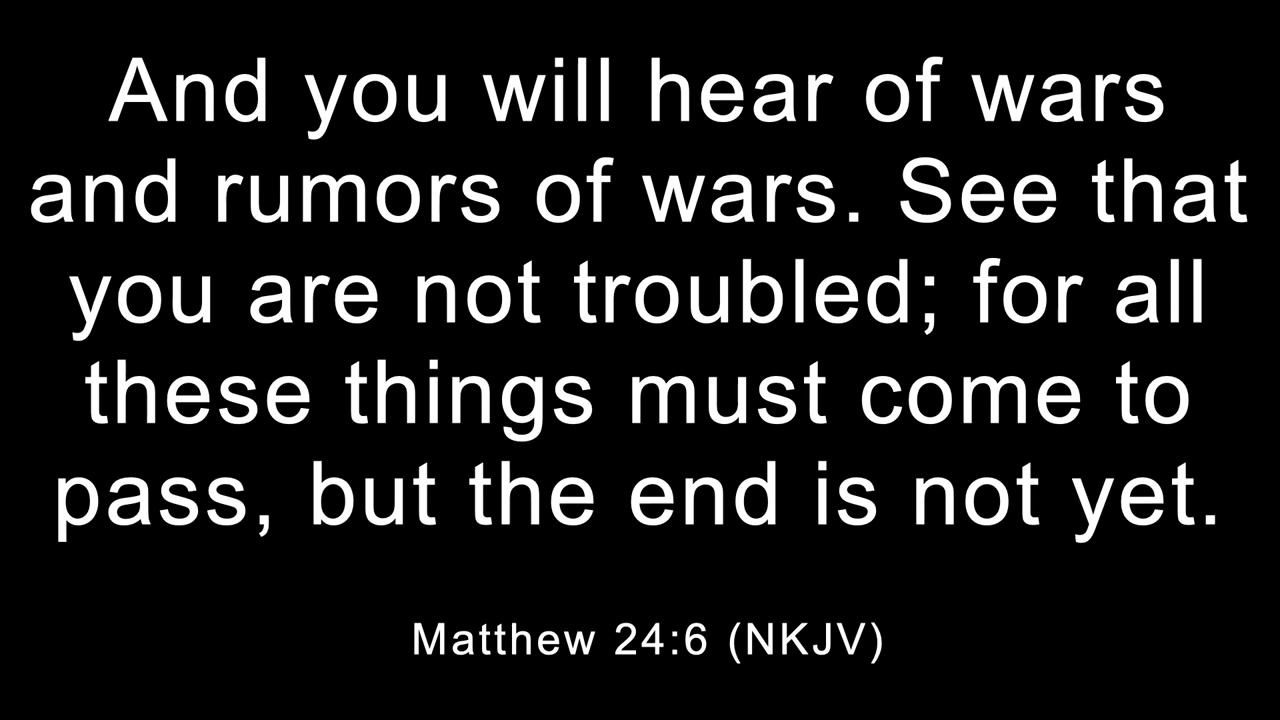 And you will hear of wars
and rumors of wars. See that
you are not troubled; for all
these things must come to
pass, but the end is not yet.
Matthew 24:6 (NKJV)